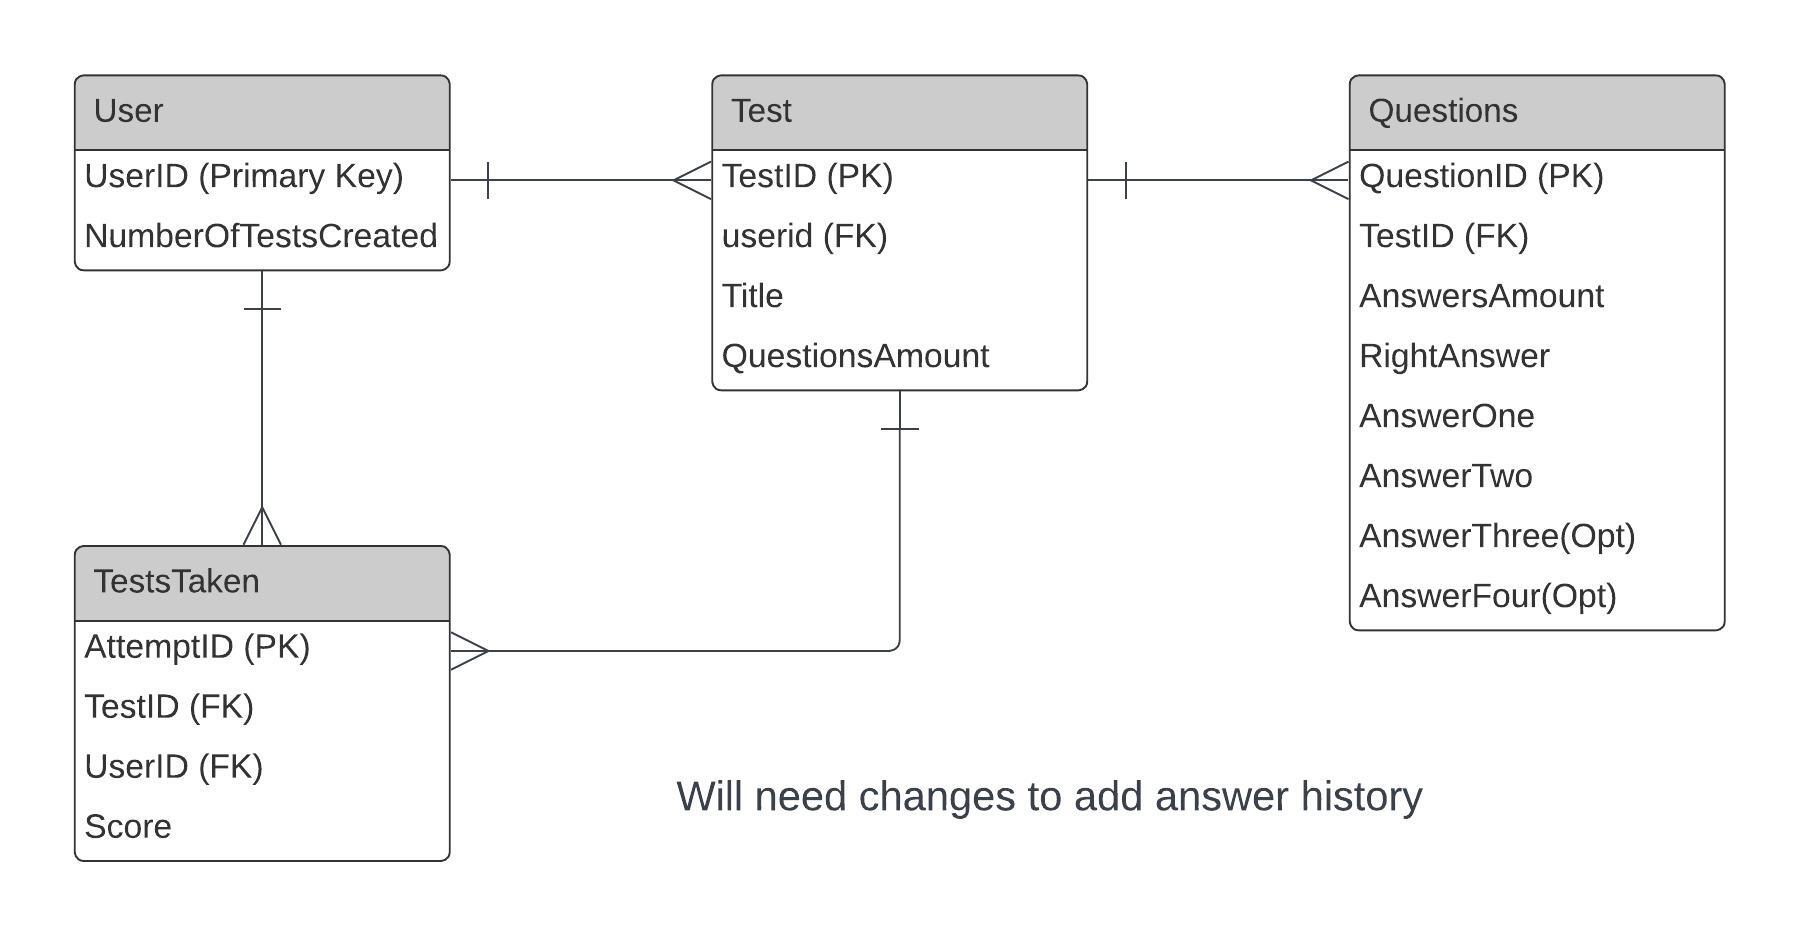 User
UserID (Primary Key)
NumberOfTestsCreated
Test
TestID (PK)
userid (FK)
Title
QuestionsAmount
Questions
QuestionID (PK)
TestID (FK)
AnswersAmount
RightAnswer
AnswerOne
AnswerTwo
AnswerThree(Opt)
AnswerFour(Opt)
TestsTaken
AttemptID (PK)
TestID (FK)
UserID (FK)
Score
Will need changes to add answer history